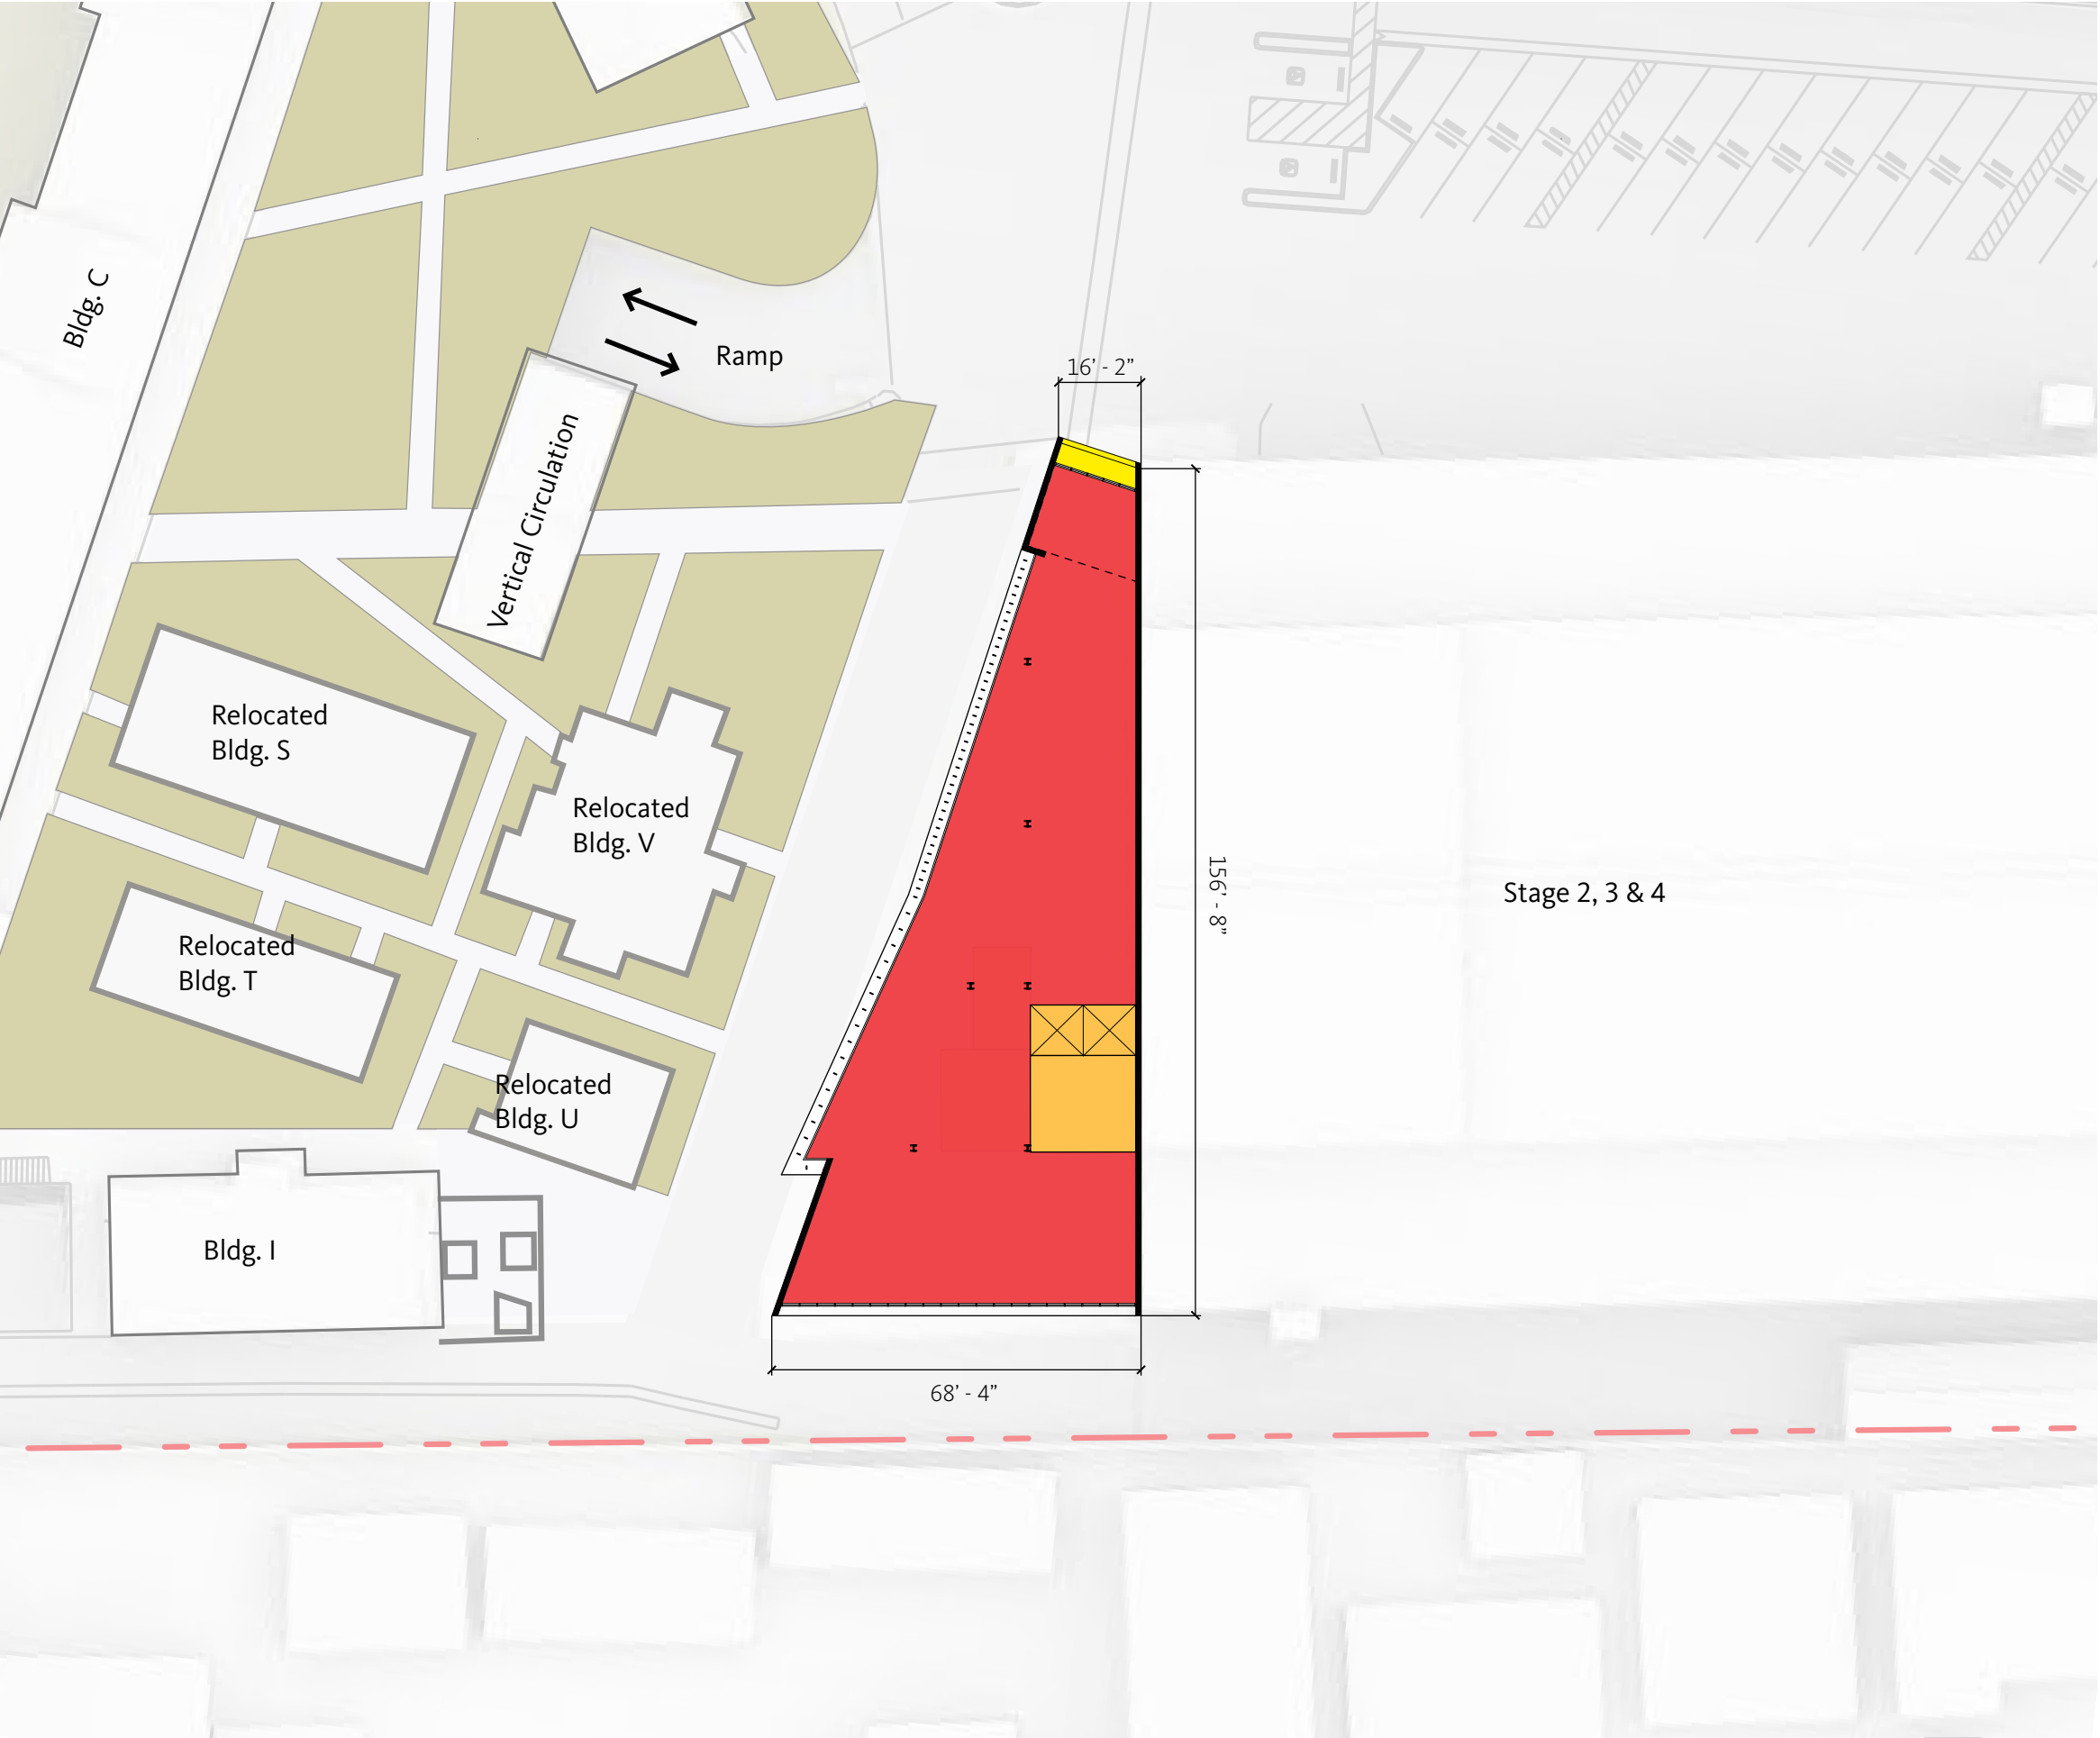 Bldg. C
Ramp
16’ - 2”
Vertical Circulation
Relocated
Bldg. S
Relocated
Bldg. V
156’ - 8”
Stage 2, 3 & 4
Relocated
Bldg. T
Relocated
Bldg. U
Bldg. I
68’ - 4”